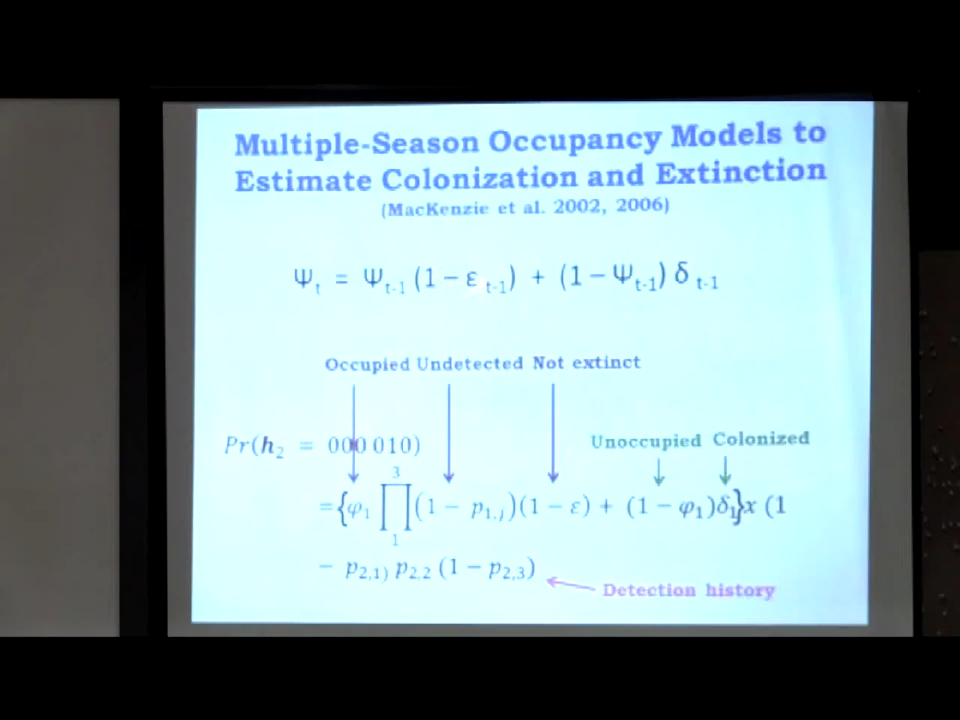 Multiple-Season Occupancy Models to
Estimate Colonization and Extinction
(MacKenzie et al. 2002, 2006)
Ψt = Ψt-1 (1 − ε t-1) + (1 − Ψt-1) δ t-1
Occupied Undetected Not extinct
Pr(h2 = 000 010)
Unoccupied Colonized
3
={φ1 ∏(1 − p1,j)(1 − ε) + (1 − φ1)δ1}x (1
1
− p2,1) p2,2 (1 − p2,3)
Detection history